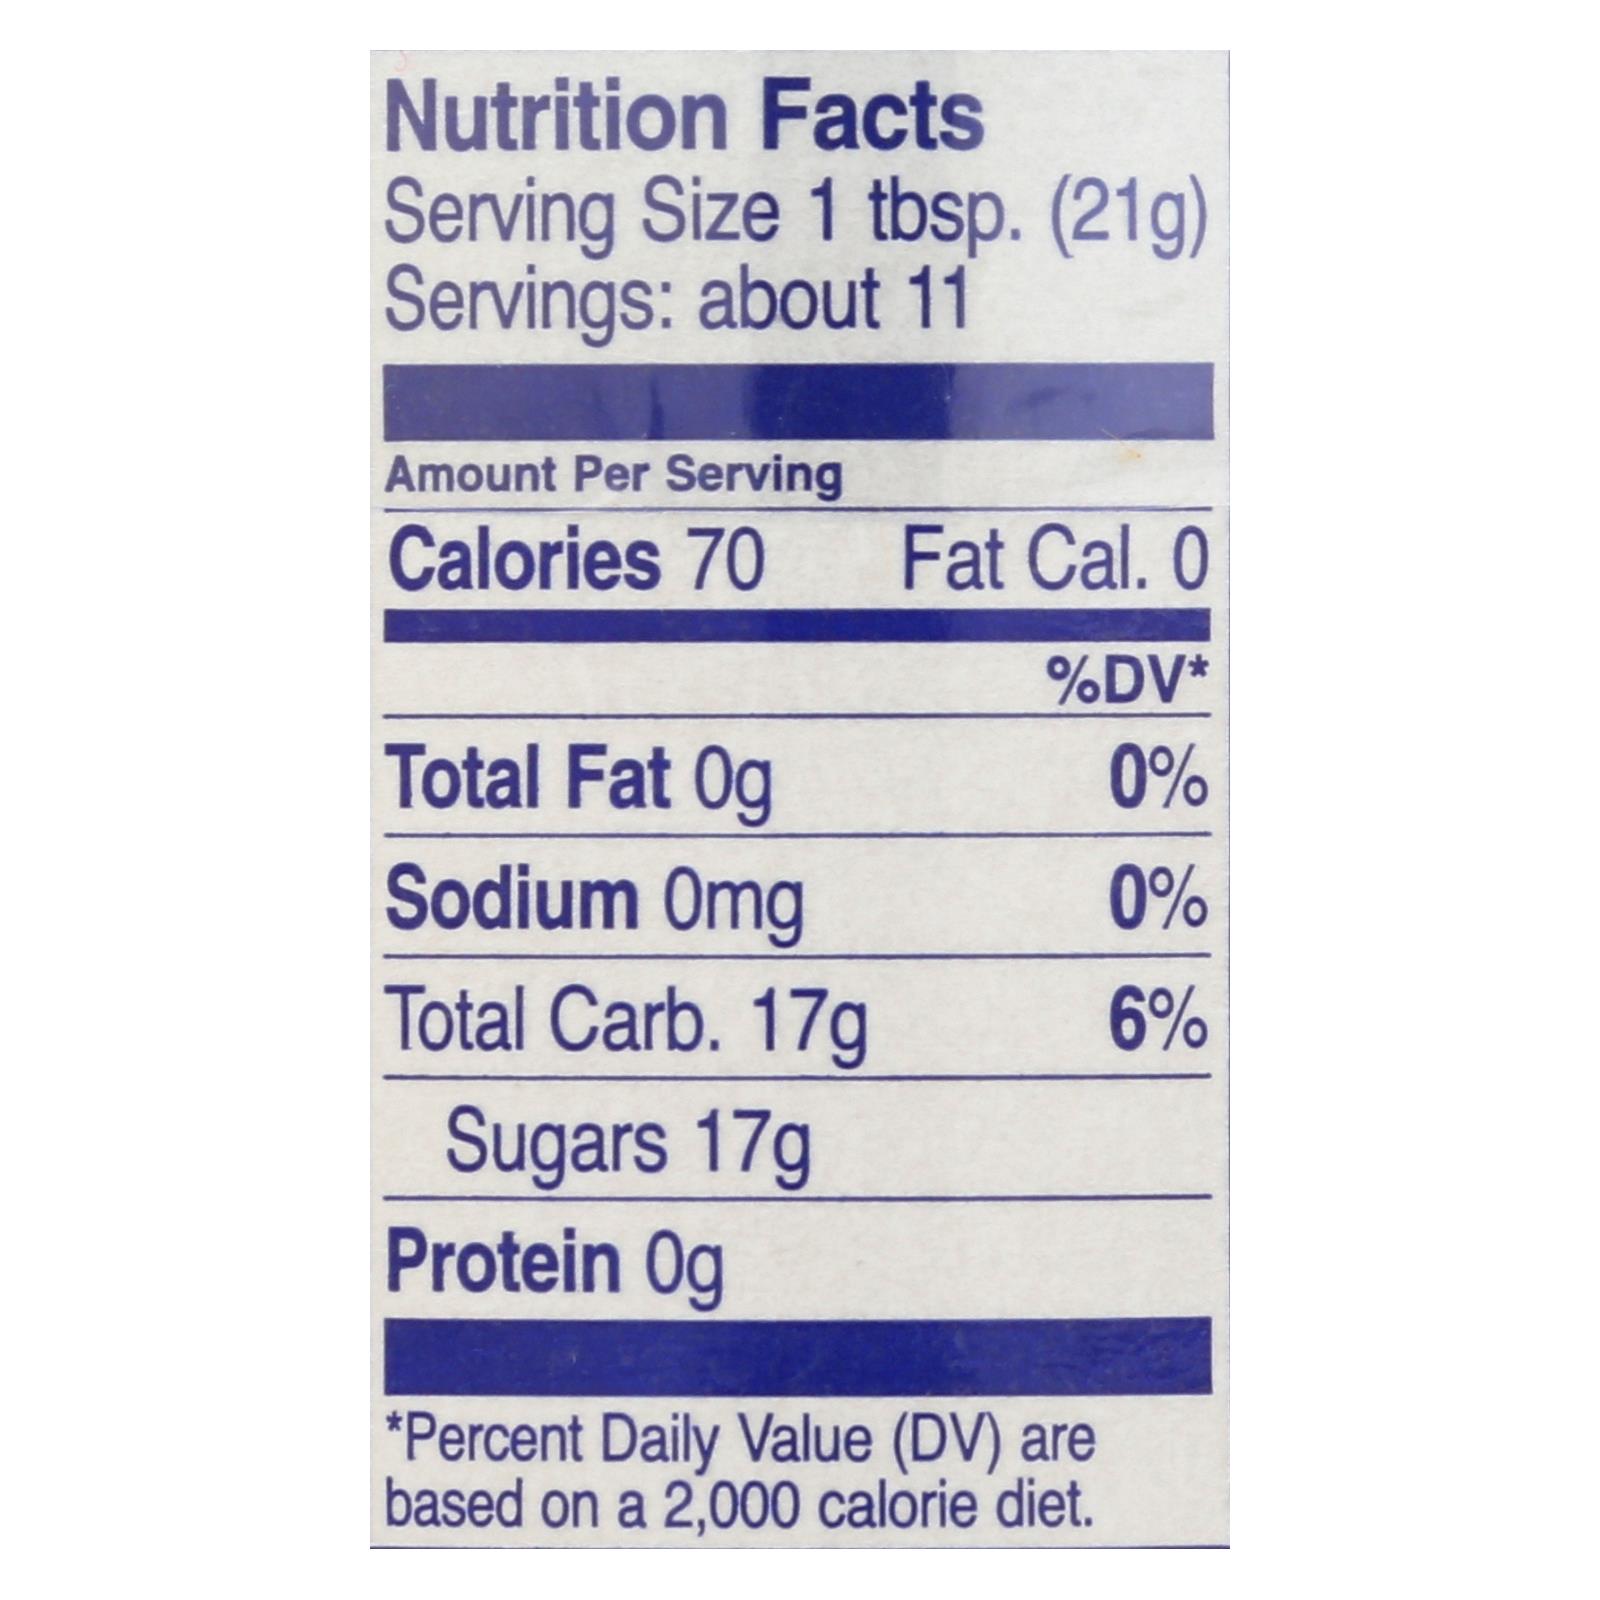 Nutrition Facts
Serving Size 1 tbsp. (21g)
Servings: about 11
Amount Per Serving
Calories 70 Fat Cal. 0
%DV*
Total Fat 0g 0%
Sodium 0mg 0%
Total Carb. 17g 6%
Sugars 17g
Protein 0g
*Percent Daily Value (DV) are
based on a 2,000 calorie diet.